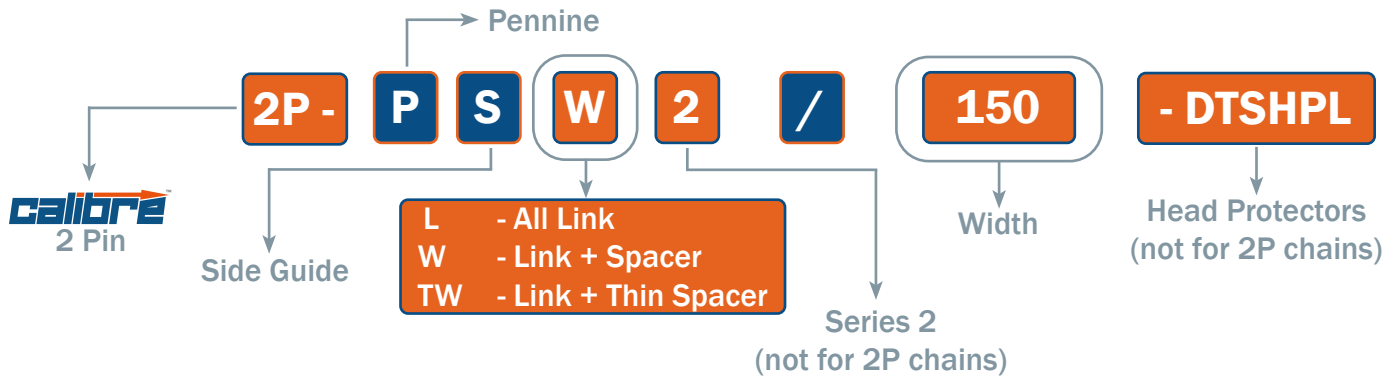 Pennine
2P - P S W 2 / 150 - DTSHPL
calibre™
2 Pin
Side Guide
L - All Link
W - Link + Spacer
TW - Link + Thin Spacer
Series 2
(not for 2P chains)
Width
Head Protectors
(not for 2P chains)